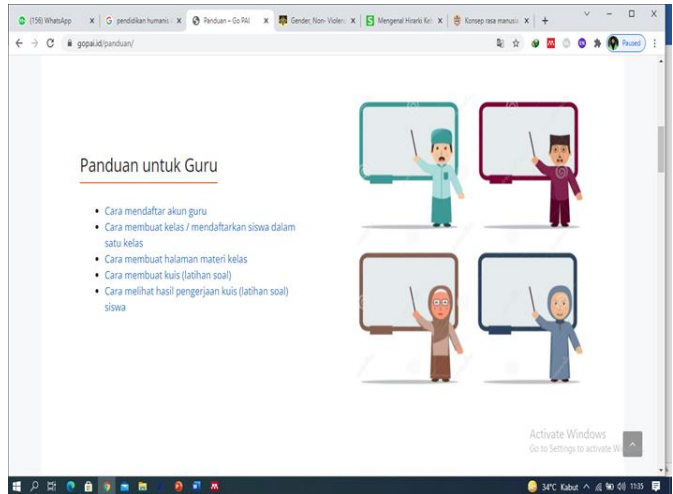 (156) WhatsApp
pendidikan humanis
Panduan – Go PAI
Gender, Non- Violen
Mengenal Hirarki Ke
Konsep rasa manusia
gopai.id/panduan/
Paused
Panduan untuk Guru
Cara mendaftar akun guru
Cara membuat kelas / mendaftarkan siswa dalam
satu kelas
Cara membuat halaman materi kelas
Cara membuat kuis (latihan soal)
Cara melihat hasil pengerjaan kuis (latihan soal)
siswa
Activate Windows
Go to Settings to activate Wi
34°C Kabut
1135